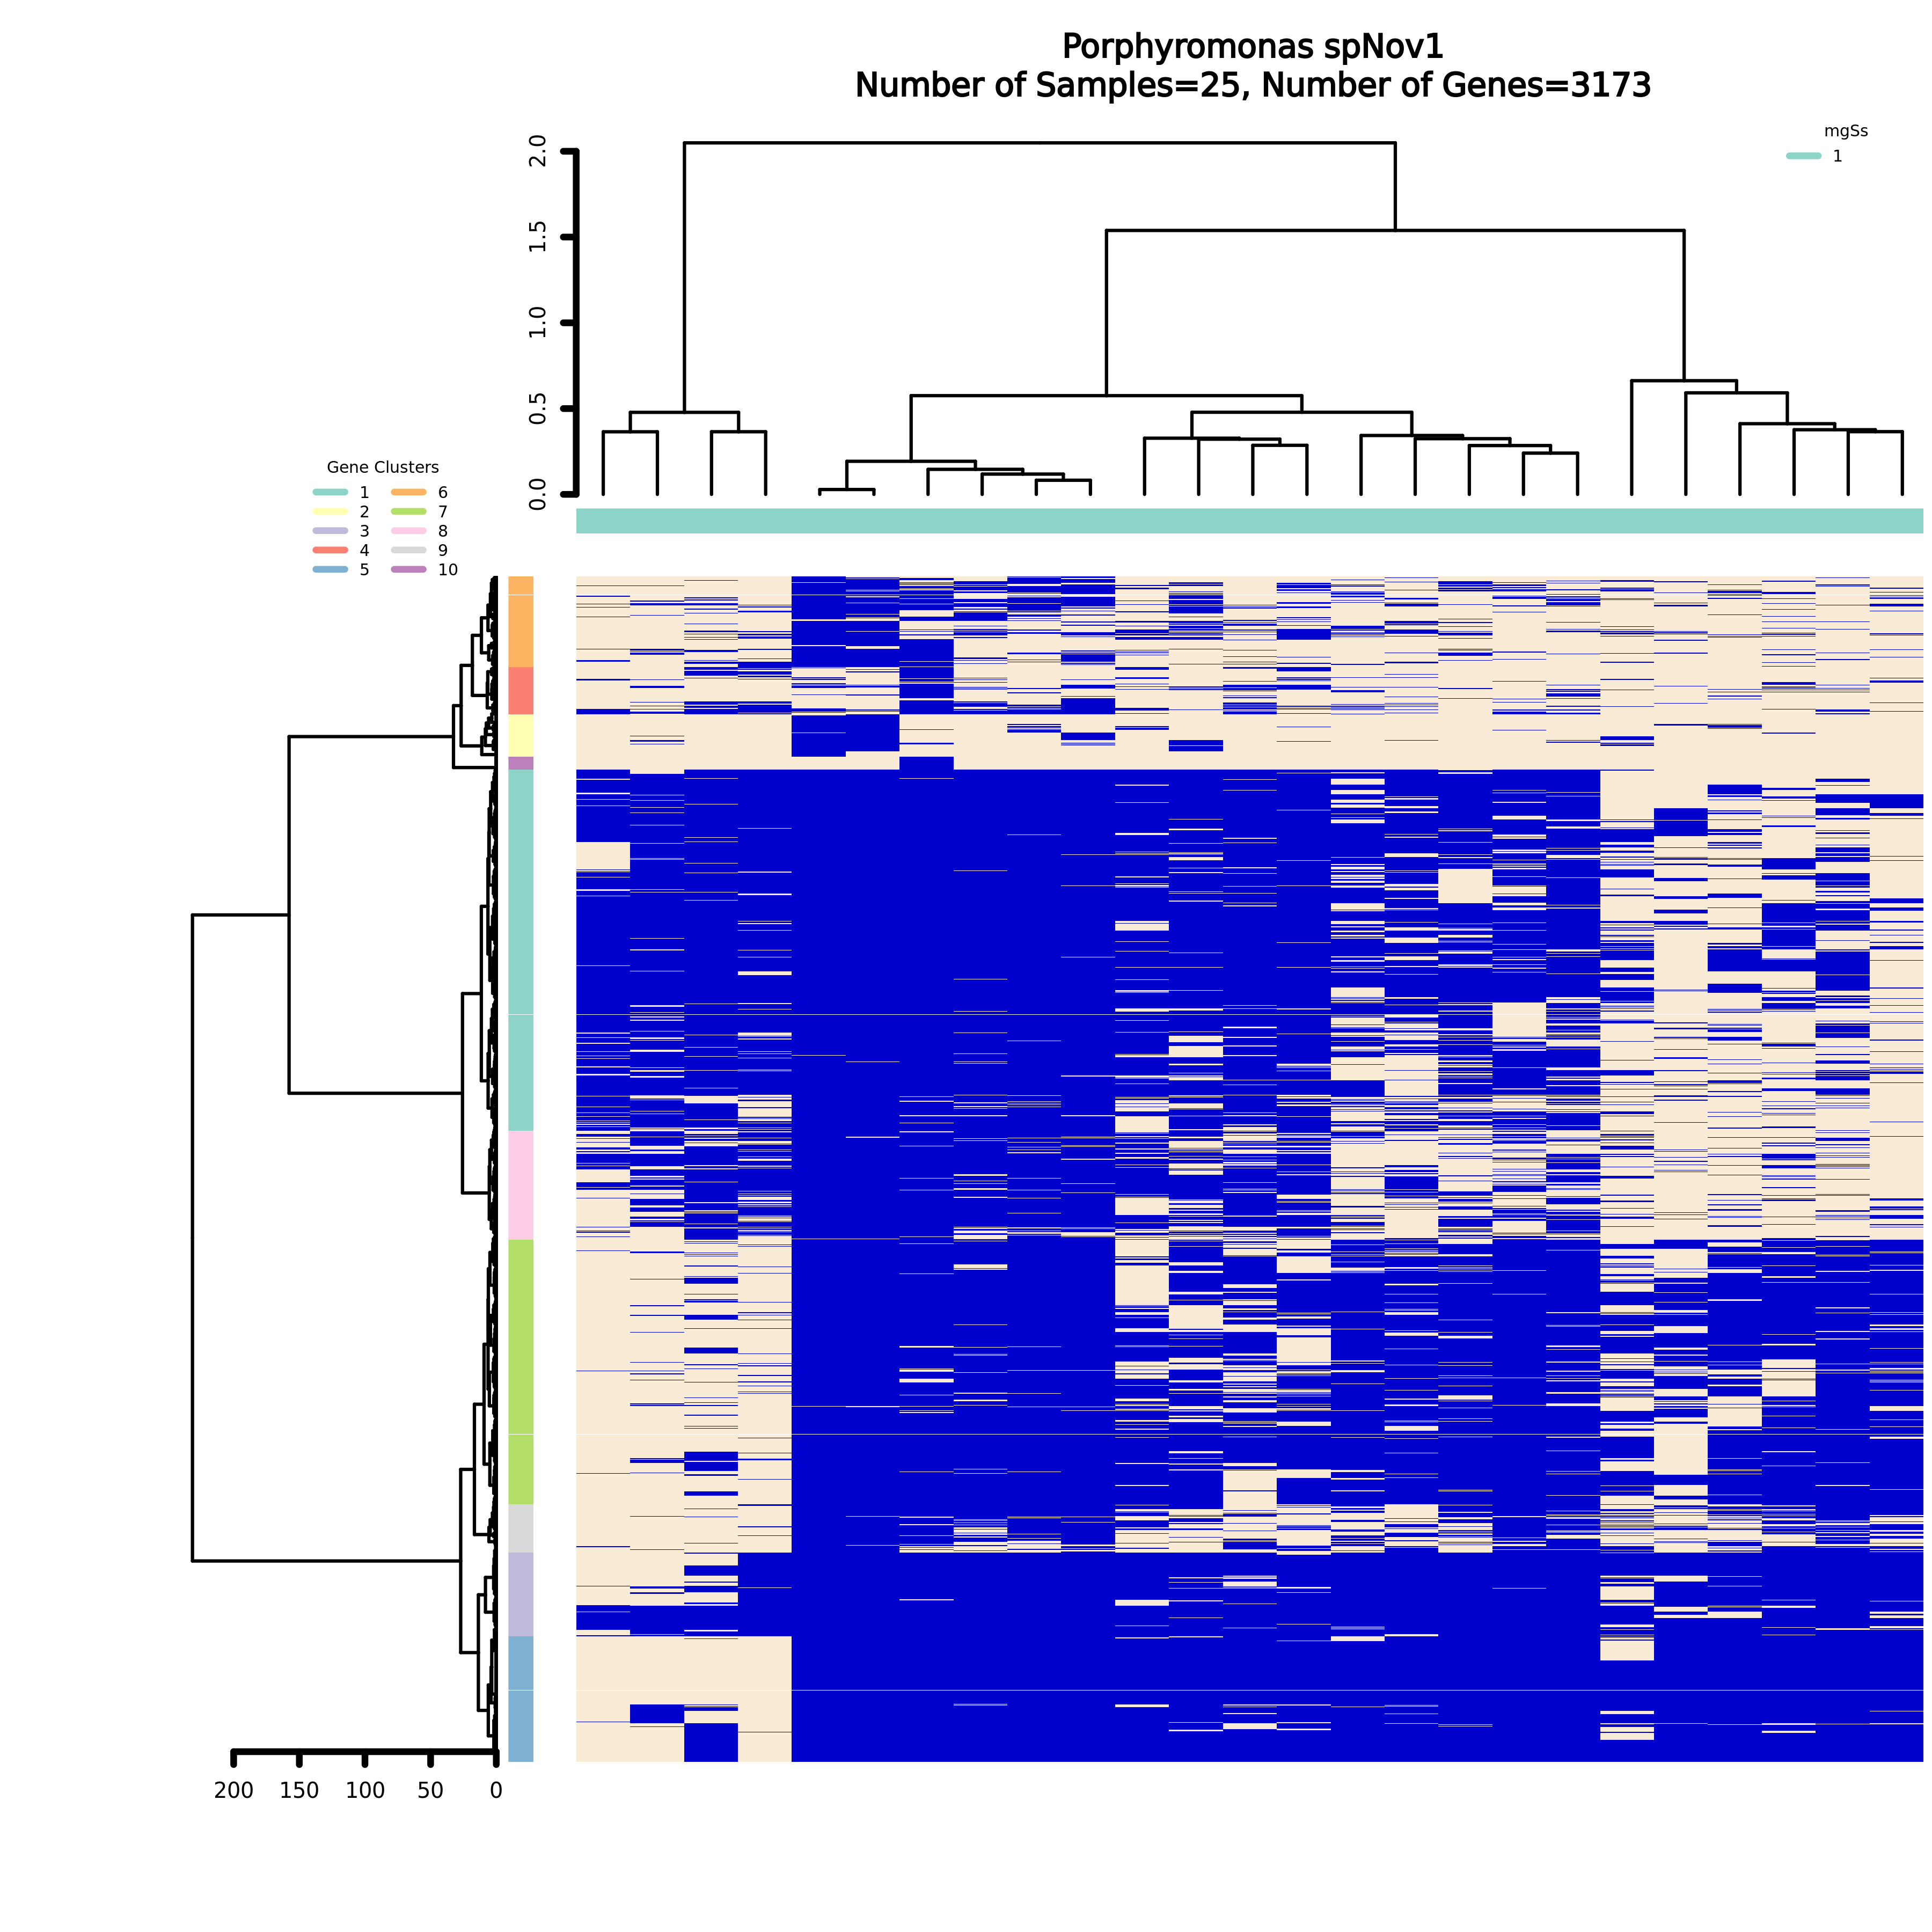 Porphyromonas spNov1
Number of Samples=25, Number of Genes=3173
mgSs
1
2.0
1.5
1.0
0.5
0.0
Gene Clusters
1 6
2 7
3 8
4 9
5 10
200 150 100 50 0